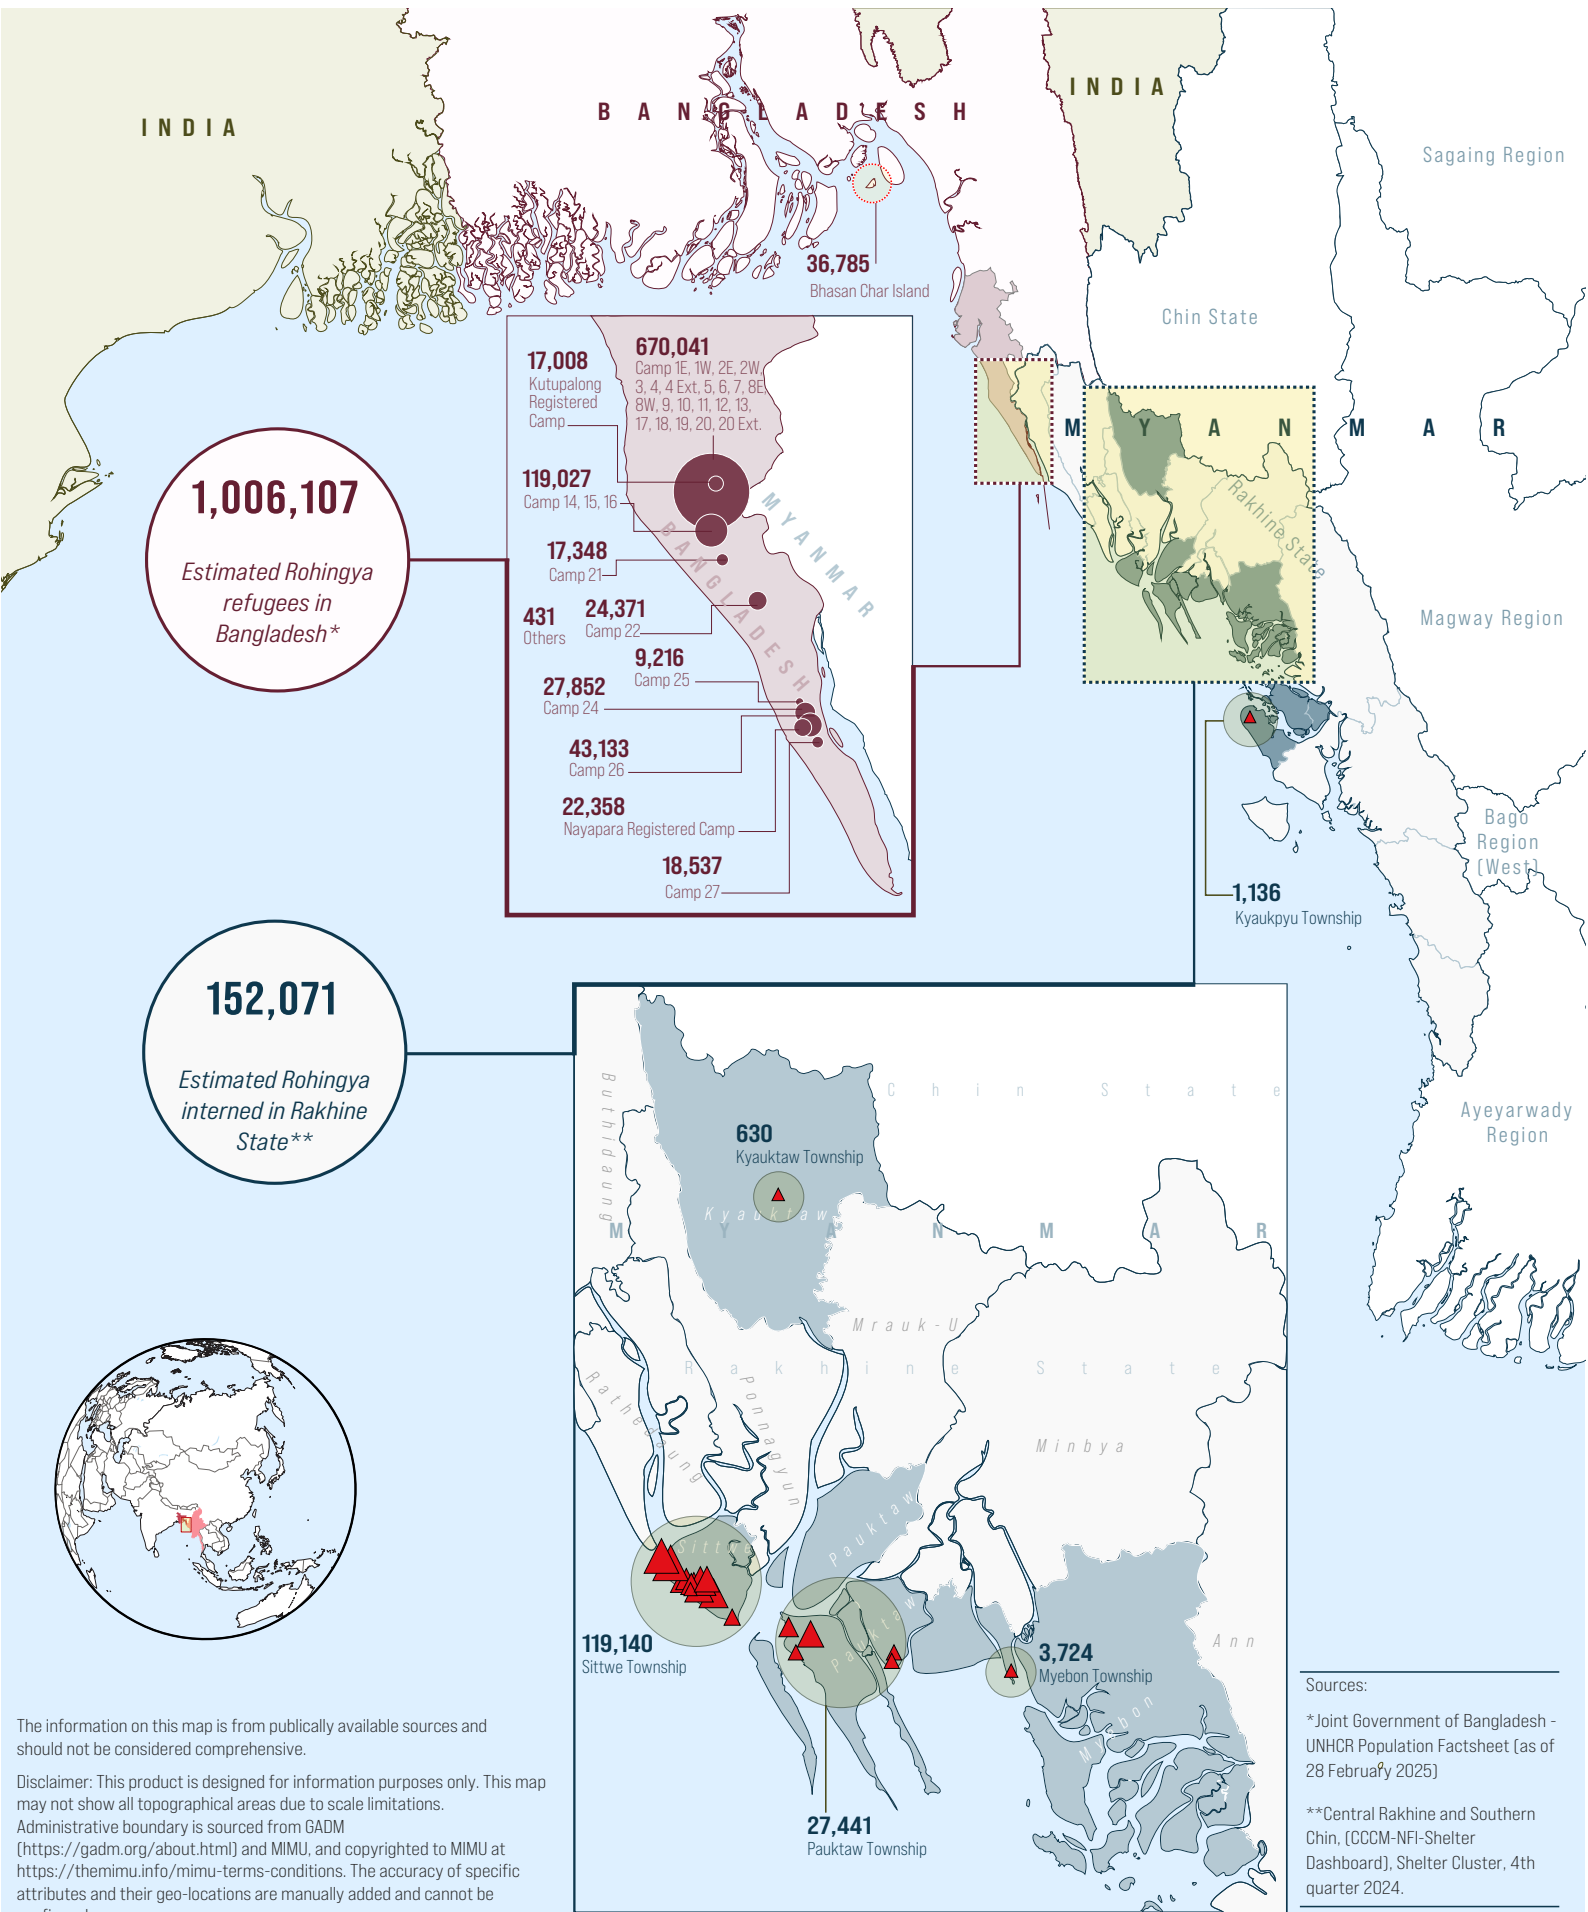 INDIA
BANGLADESH
INDIA
Sagaing Region
36,785
Bhasan Char Island
Chin State
17,008
Kutupalong
Registered
Camp
670,041
Camp 1E, 1W, 2E, 2W,
3, 4, 4 Ext, 5, 6, 7, 8E,
8W, 9, 10, 11, 12, 13,
17, 18, 19, 20, 20 Ext.
119,027
Camp 14, 15, 16
17,348
Camp 21
431
Others
24,371
Camp 22
9,216
Camp 25
27,852
Camp 24
43,133
Camp 26
22,358
Nayapara Registered Camp
18,537
Camp 27
BANGLADESH
MYANMAR
MYANMAR
Rakhine State
Magway Region
1,006,107
Estimated Rohingya
refugees in
Bangladesh*
Bago
Region
(West)
1,136
Kyaukpyu Township
152,071
Estimated Rohingya
interned in Rakhine
State**
Ayeyarwady
Region
Buthidaung
Chin State
630
Kyauktaw Township
Kyauktaw
MYANMAR
Mrauk-U
Rakhine State
Rathedaung
Ponnagyun
Minbya
Pauktaw
Sittwe
Pauktaw
Ann
119,140
Sittwe Township
3,724
Myebon Township
Myebon
27,441
Pauktaw Township
The information on this map is from publically available sources and
should not be considered comprehensive.
Disclaimer: This product is designed for information purposes only. This map
may not show all topographical areas due to scale limitations.
Administrative boundary is sourced from GADM
(https://gadm.org/about.html) and MIMU, and copyrighted to MIMU at
https://themimu.info/mimu-terms-conditions. The accuracy of specific
attributes and their geo-locations are manually added and cannot be
Sources:
*Joint Government of Bangladesh -
UNHCR Population Factsheet (as of
28 February 2025)
**Central Rakhine and Southern
Chin, (CCCM-NFI-Shelter
Dashboard), Shelter Cluster, 4th
quarter 2024.